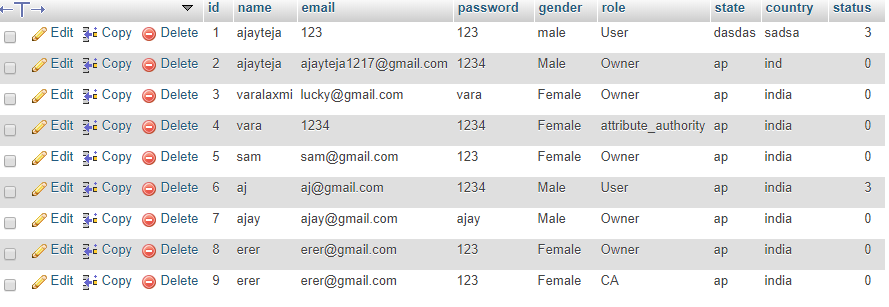 id name email password gender role state country status
Edit Copy Delete 1 ajayteja 123 123 male User dasdas sadsa 3
Edit Copy Delete 2 ajayteja ajayteja1217@gmail.com 1234 Male Owner ap ind 0
Edit Copy Delete 3 varalaxmi lucky@gmail.com vara Female Owner ap india 0
Edit Copy Delete 4 vara 1234 1234 Female attribute_authority ap india 0
Edit Copy Delete 5 sam sam@gmail.com 123 Female Owner ap india 0
Edit Copy Delete 6 aj aj@gmail.com 1234 Male User ap india 3
Edit Copy Delete 7 ajay ajay@gmail.com ajay Male Owner ap india 0
Edit Copy Delete 8 erer erer@gmail.com 123 Female Owner ap india 0
Edit Copy Delete 9 erer erer@gmail.com 123 Female CA ap india 0